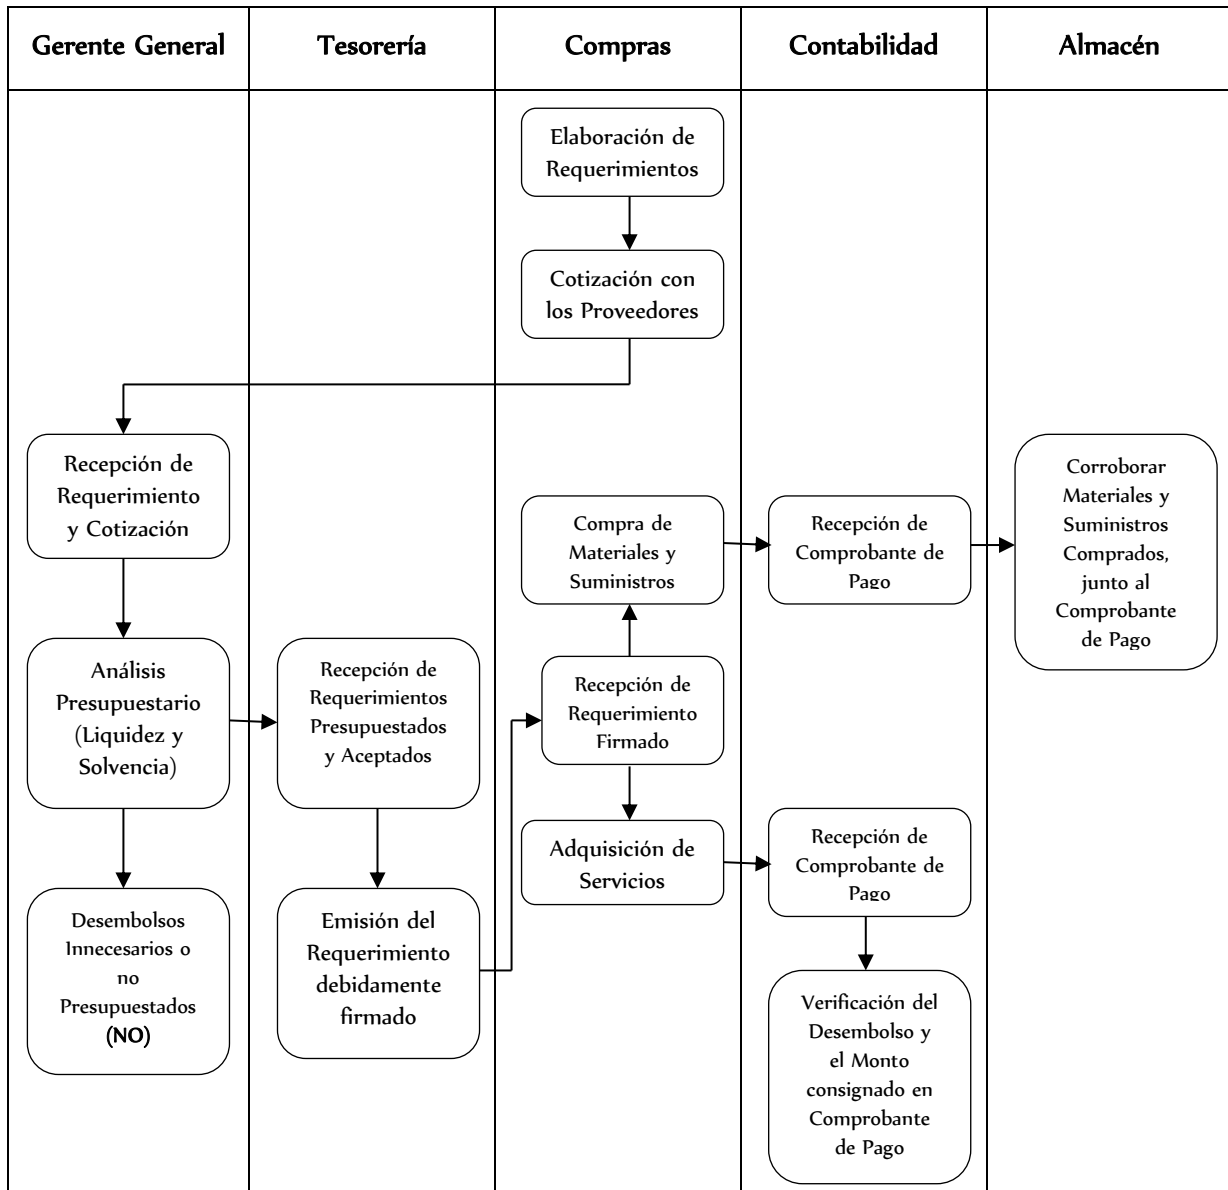 Gerente General
Tesorería
Compras
Contabilidad
Almacén
Elaboración de
Requerimientos
Cotización con
los Proveedores
Recepción de
Requerimiento
y Cotización
Análisis
Presupuestario
(Liquidez y
Solvencia)
Desembolsos
Innecesarios o
no
Presupuestados
(NO)
Recepción de
Requerimientos
Presupuestados
y Aceptados
Emisión del
Requerimiento
debidamente
firmado
Recepción de
Requerimiento
Firmado
Compra de
Materiales y
Suministros
Recepción de
Comprobante de
Pago
Corroborar
Materiales y
Suministros
Comprados,
junto al
Comprobante
de Pago
Adquisición de
Servicios
Recepción de
Comprobante de
Pago
Verificación del
Desembolso y
el Monto
consignado en
Comprobante
de Pago